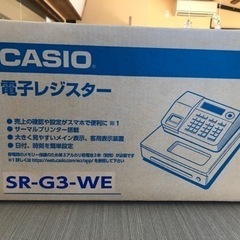 CASIO
電子レジスター
● 売上の確認や設定がスマホで便利に ※1
● サーマルプリンター搭載
● 大きく見やすいメイン表示、客用表示装置
● 日付、時刻を簡単設定
SR-G3-WE